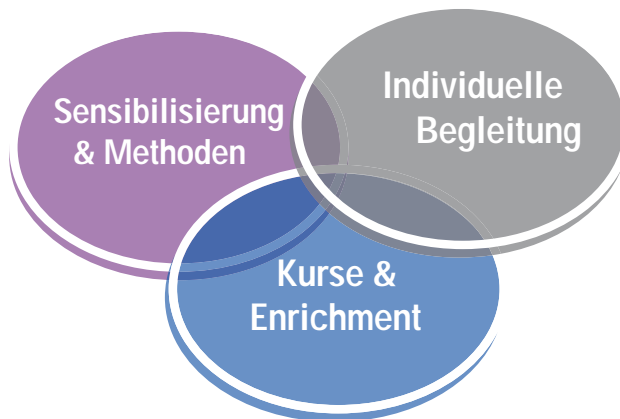 Sensibilisierung
& Methoden
Individuelle
Begleitung
Kurse &
Enrichment